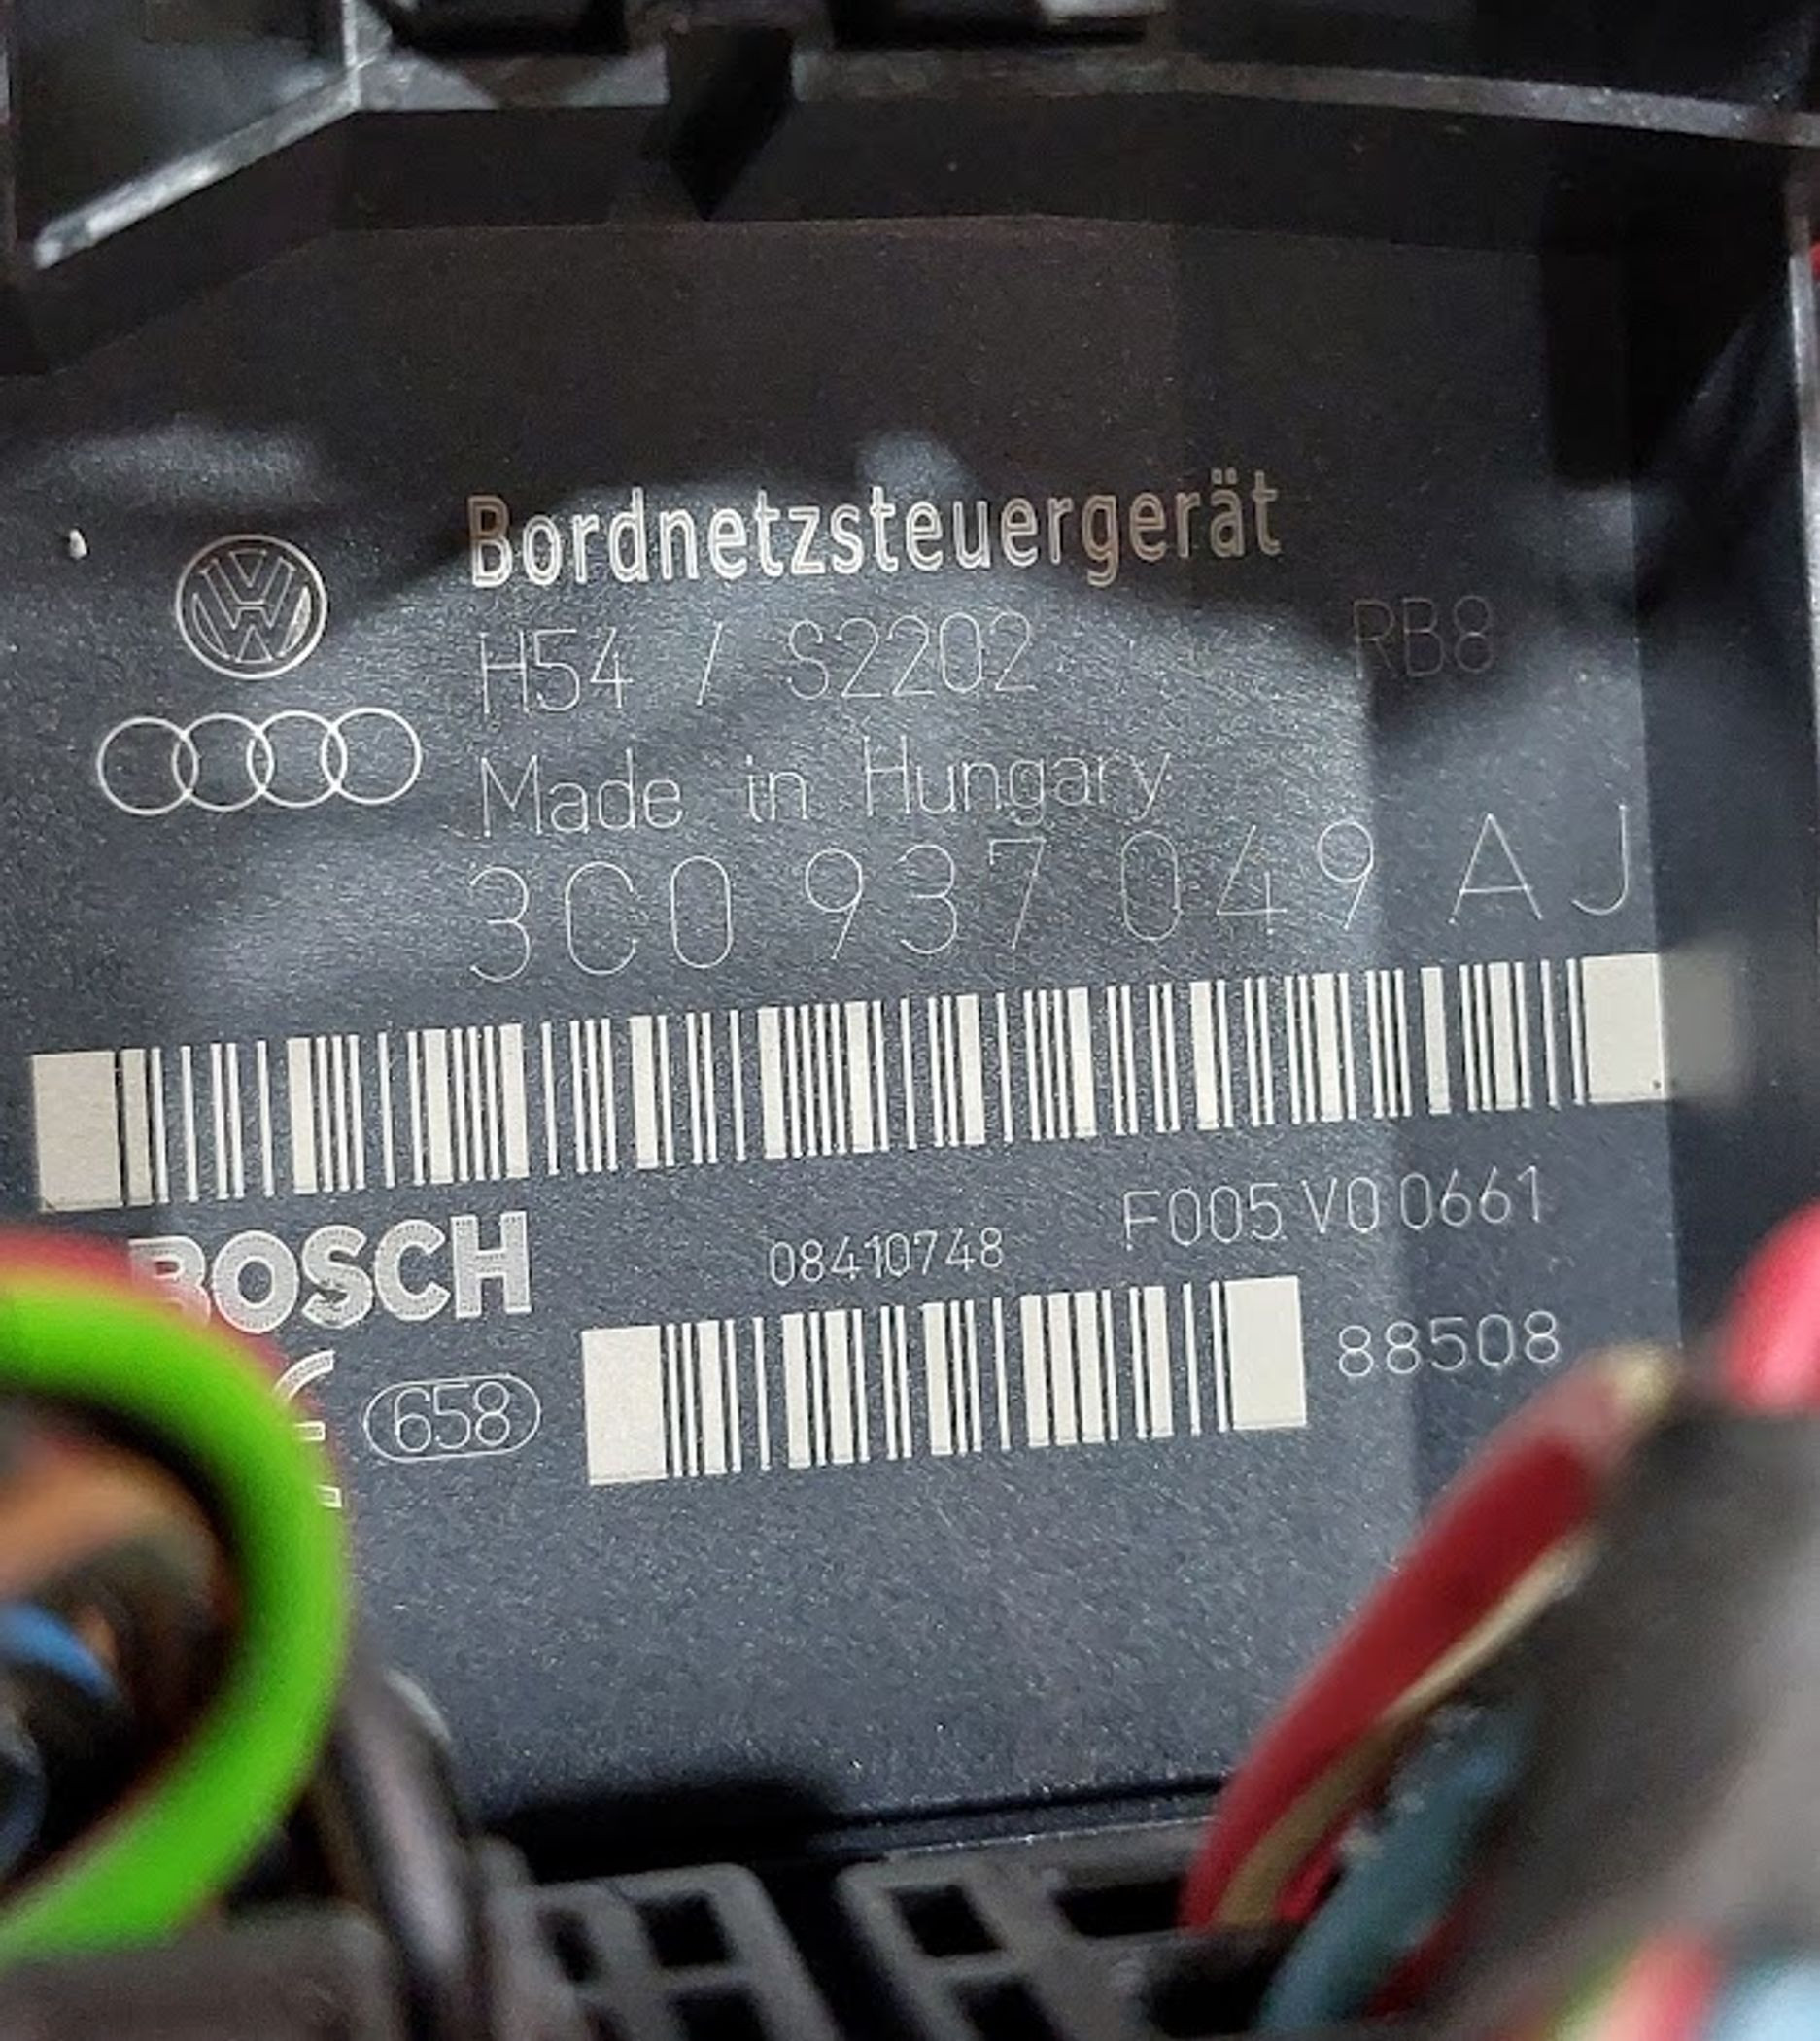 Bordnetzsteuergerät
H54 / S2202 RB8
Made in Hungary
3C0 937 049 AJ
BOSCH 08410748 F005 V0 0661
658 88508